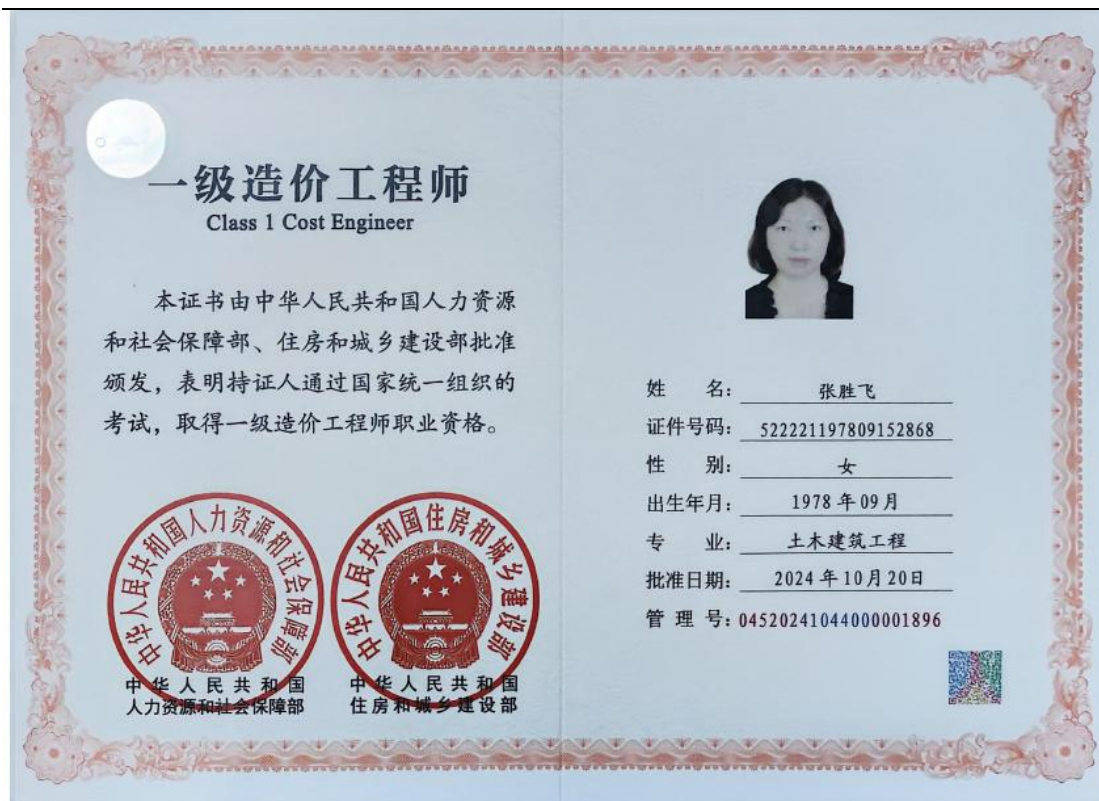 一级造价工程师
Class 1 Cost Engineer
本证书由中华人民共和国人力资源
和社会保障部、住房和城乡建设部批准
颁发，表明持证人通过国家统一组织的
考试，取得一级造价工程师职业资格。
中华人民共和国人力资源和社会保障部
中华人民共和国
人力资源和社会保障部
中华人民共和国住房和城乡建设部
中华人民共和国
住房和城乡建设部
姓 名：张胜飞
证件号码：522221197809152868
性 别：女
出生年月：1978年09月
专 业：土木建筑工程
批准日期：2024年10月20日
管 理 号：04520241044000001896